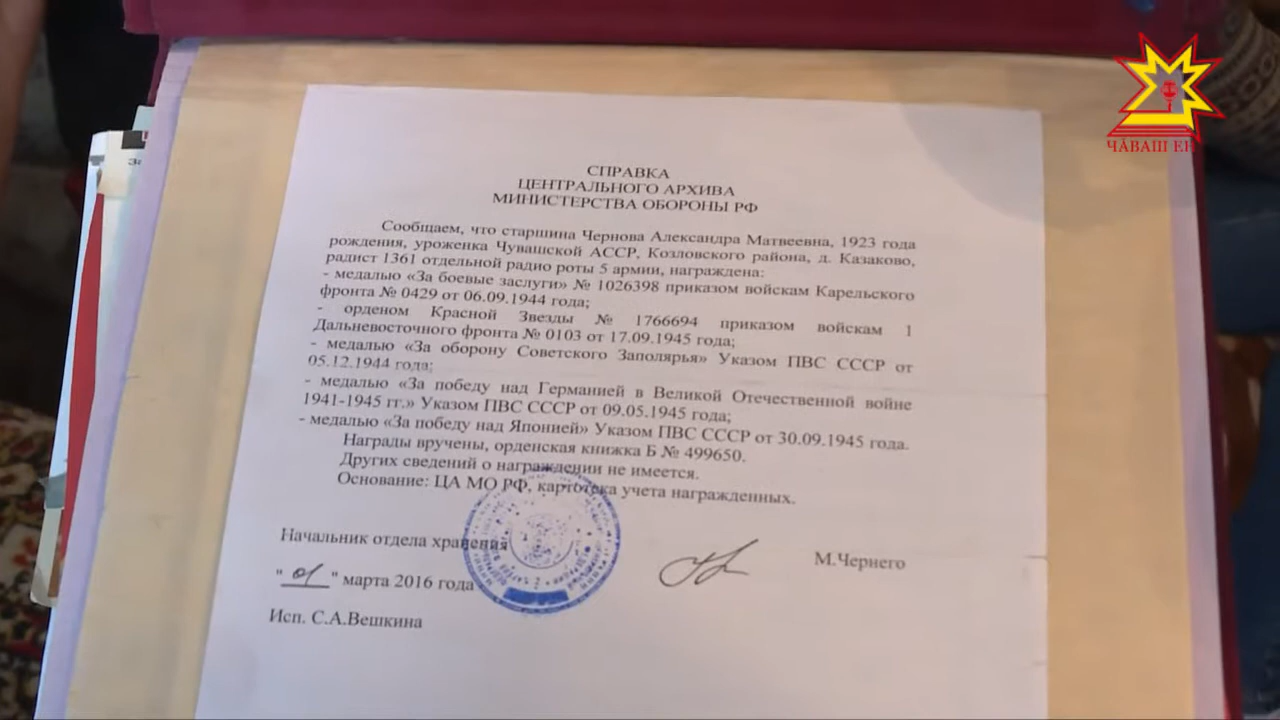 ЧӐВАШ ЕН
СПРАВКА
ЦЕНТРАЛЬНОГО АРХИВА
МИНИСТЕРСТВА ОБОРОНЫ РФ
Сообщаем, что старшина Чернова Александра Матвеевна, 1923 года
рождения, уроженка Чувашской АССР, Козловского района, д. Казаково,
радист 1361 отдельной радио роты 5 армии, награждена:
- медалью «За боевые заслуги» № 1026398 приказом войскам Карельского
фронта № 0429 от 06.09.1944 года;
- орденом Красной Звезды № 1766694 приказом войскам 1
Дальневосточного фронта № 0103 от 17.09.1945 года;
- медалью «За оборону Советского Заполярья» Указом ПВС СССР от
05.12.1944 года;
- медалью «За победу над Германией в Великой Отечественной войне
1941-1945 гг.» Указом ПВС СССР от 09.05.1945 года;
- медалью «За победу над Японией» Указом ПВС СССР от 30.09.1945 года.
Награды вручены, орденская книжка Б № 499650.
Других сведений о награждении не имеется.
Основание: ЦА МО РФ, картотека учета награжденных.
Начальник отдела хранения
М.Чернего
"01" марта 2016 года
Исп. С.А.Вешкина